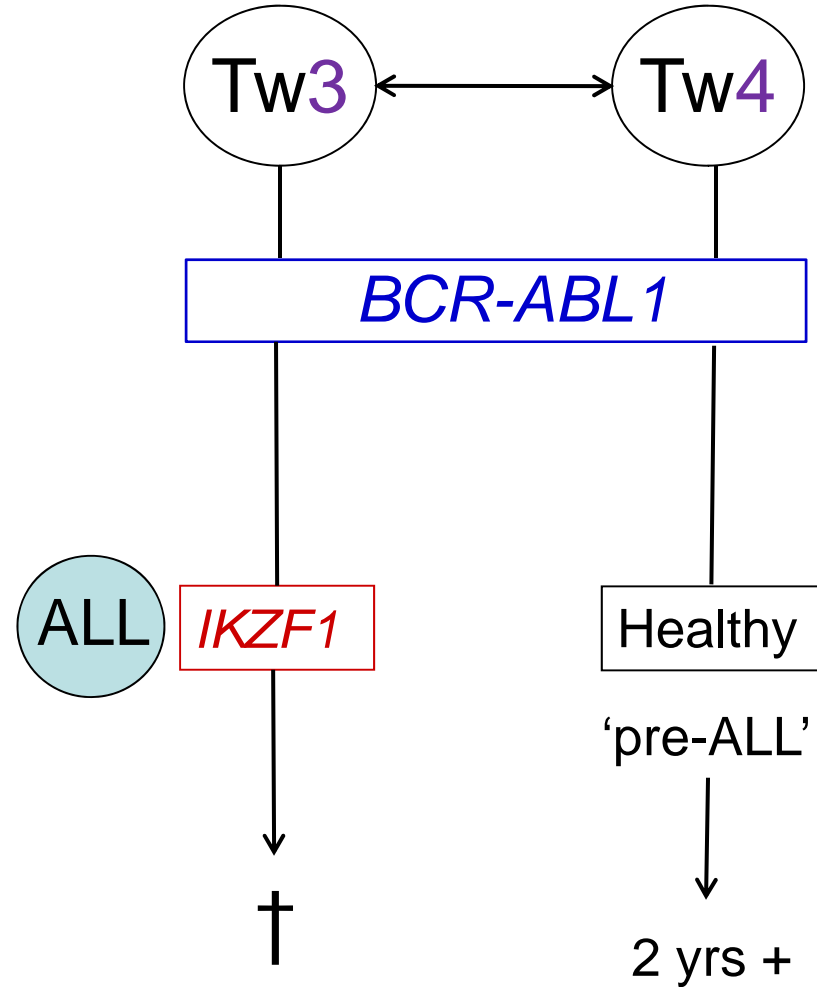 Tw3
Tw4
BCR-ABL1
ALL
IKZF1
Healthy
‘pre-ALL’
†
2 yrs +